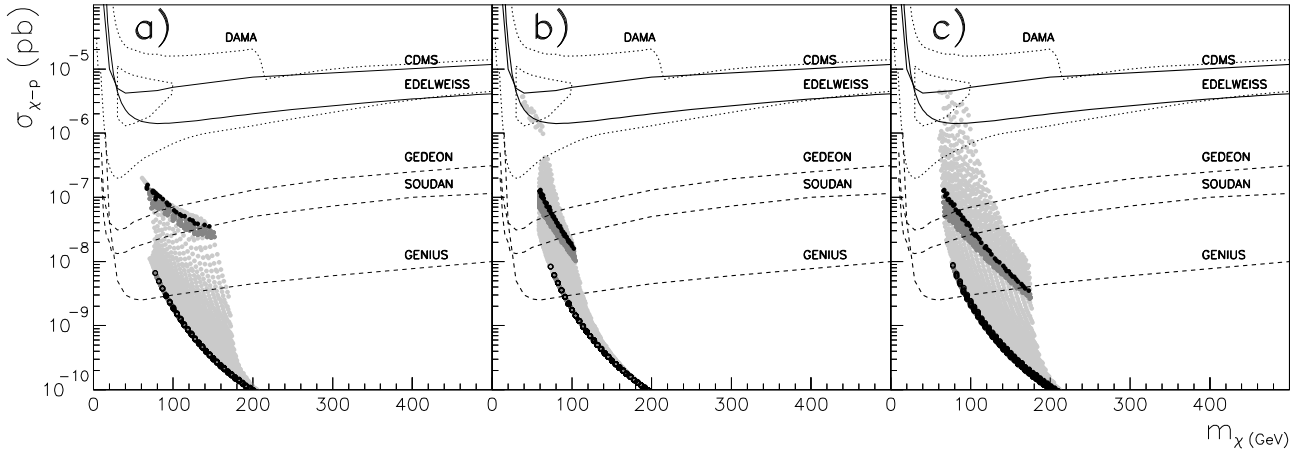 σχ−p (pb)
a)
b)
c)
DAMA
DAMA
DAMA
CDMS
CDMS
CDMS
EDELWEISS
EDELWEISS
EDELWEISS
GEDEON
GEDEON
GEDEON
SOUDAN
SOUDAN
SOUDAN
GENIUS
GENIUS
GENIUS
10−5
10−6
10−7
10−8
10−9
10−10
0 100 200 300 400
0 100 200 300 400
0 100 200 300 400
mχ (GeV)